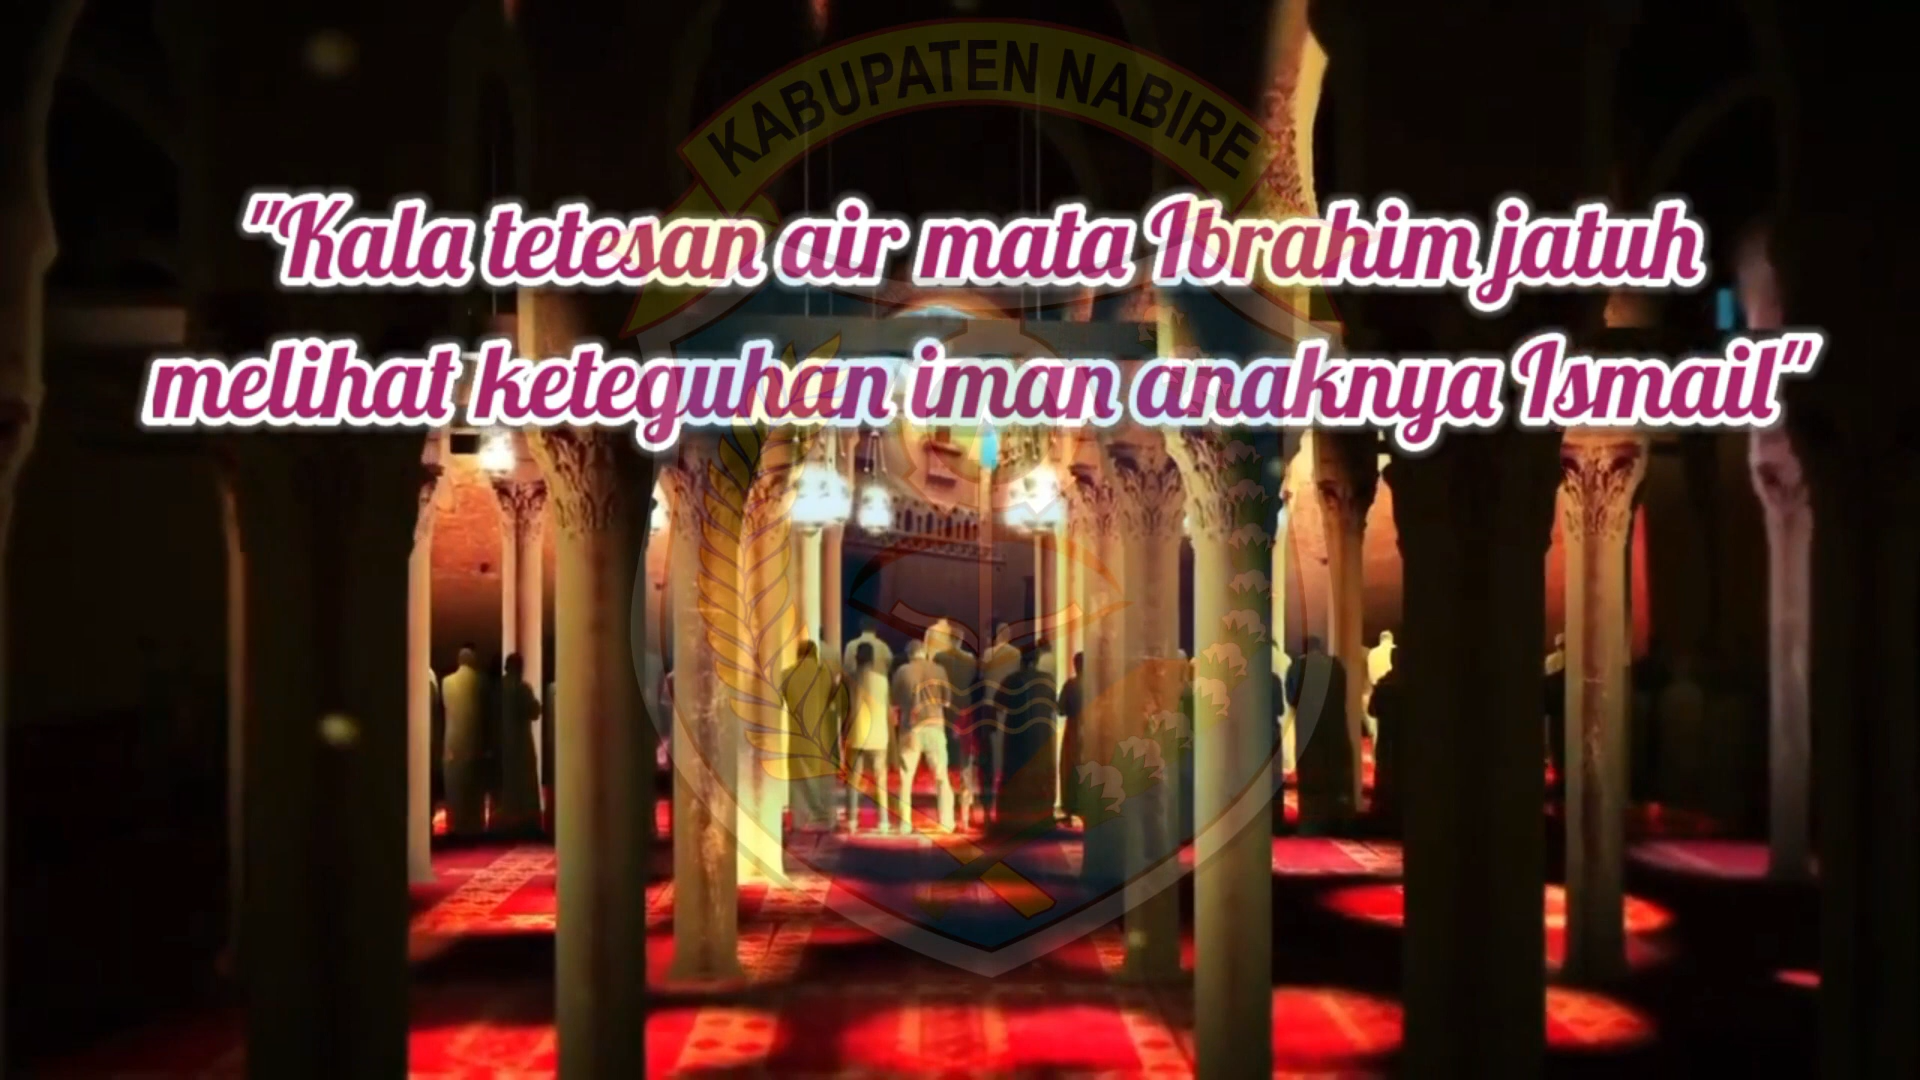 KABUPATEN NABIRE
"Kala tetesan air mata Ibrahim jatuh
melihat keteguhan iman anaknya Ismail"